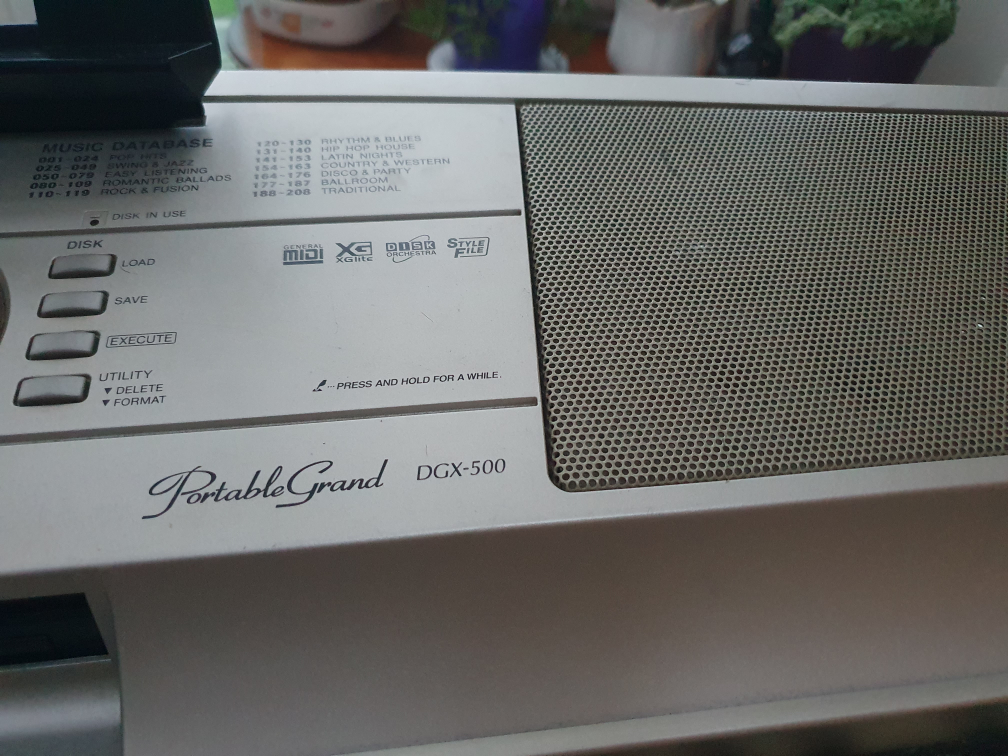 MUSIC DATABASE
001-024 POP HITS
025-049 SWING & JAZZ
050-079 EASY LISTENING
080-109 ROMANTIC BALLADS
110-119 ROCK & FUSION
120-130 RHYTHM & BLUES
131-140 HIP HOP HOUSE
141-153 LATIN NIGHTS
154-163 COUNTRY & WESTERN
164-176 DISCO & PARTY
177-187 BALLROOM
188-208 TRADITIONAL
DISK IN USE
DISK
LOAD
SAVE
EXECUTE
UTILITY
▼ DELETE
▼ FORMAT
GENERAL
MIDI
XG
XGlite
DISK
ORCHESTRA
STYLE
FILE
···PRESS AND HOLD FOR A WHILE.
Portable Grand DGX-500